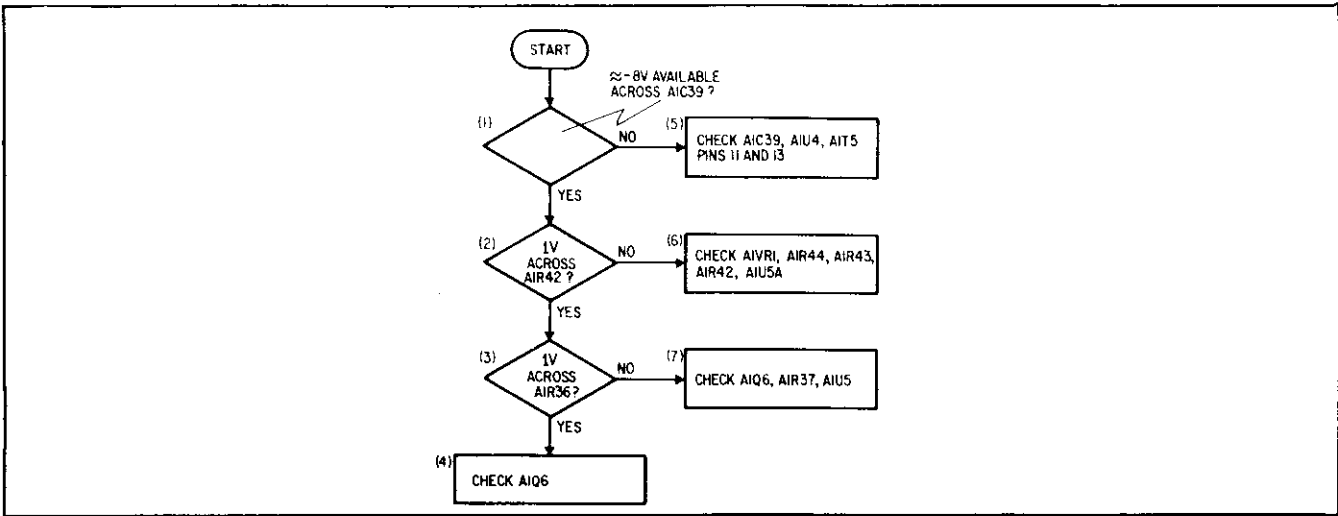 START
≈-8V AVAILABLE
ACROSS A1C39 ?
(1)
NO
(5)
CHECK A1C39, A1U4, A1T5
PINS 11 AND 13
YES
(2)
1V
ACROSS
A1R42 ?
NO
(6)
CHECK A1VR1, A1R44, A1R43,
A1R42, A1U5A
YES
(3)
1V
ACROSS
A1R36?
NO
(7)
CHECK A1Q6, A1R37, A1U5
YES
(4)
CHECK A1Q6